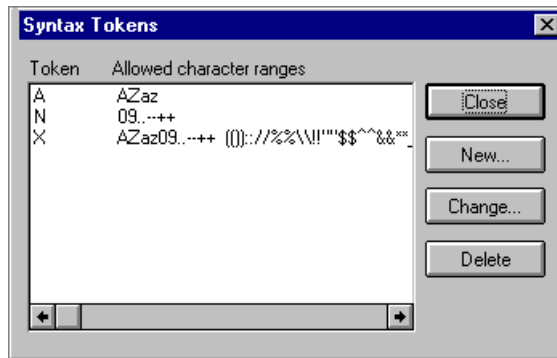 Syntax Tokens
Token Allowed character ranges
A AZaz
N 09..--++
X AZaz09..--++ (())::///%%\\!!""$$^^&&**_
Close
New...
Change...
Delete